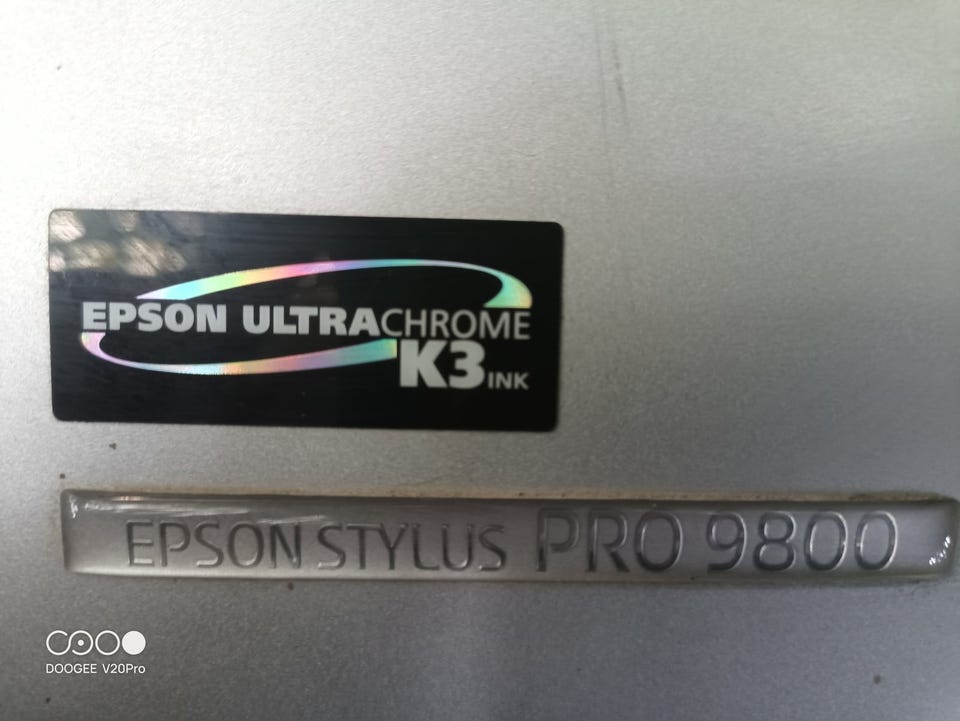 EPSON ULTRACHROME
K3 INK
EPSON STYLUS PRO 9800
DOOGEE V20Pro